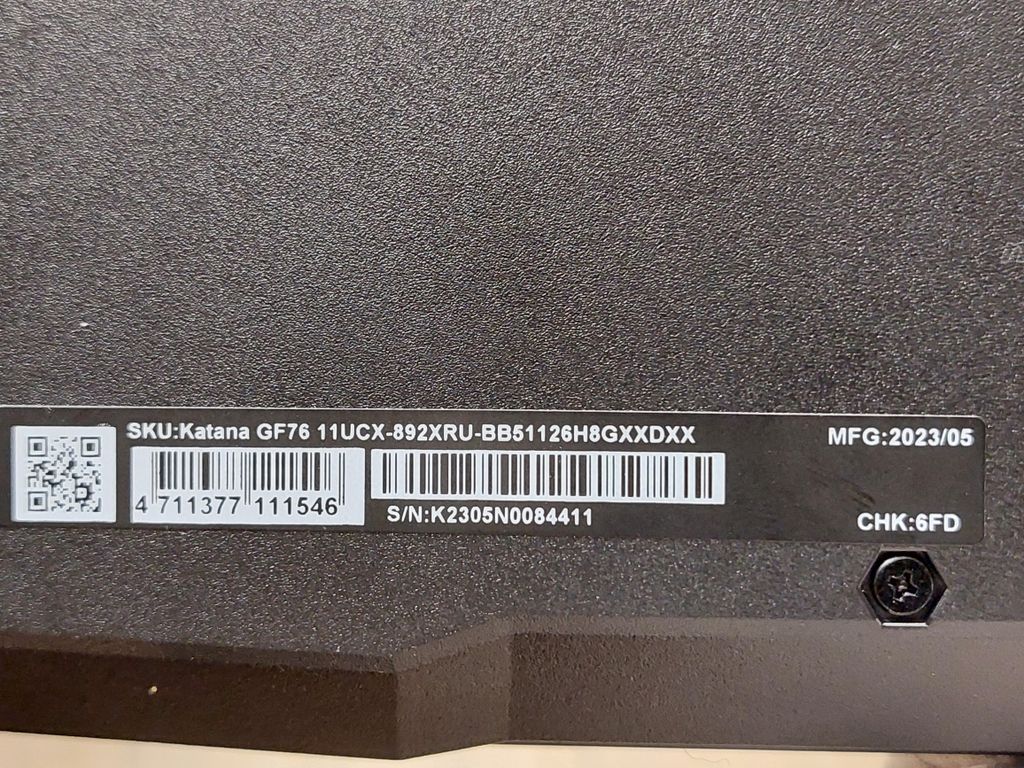 SKU:Katana GF76 11UCX-892XRU-BB51126H8GXXDXX
MFG:2023/05
4 711377 111546
S/N:K2305N0084411
CHK:6FD